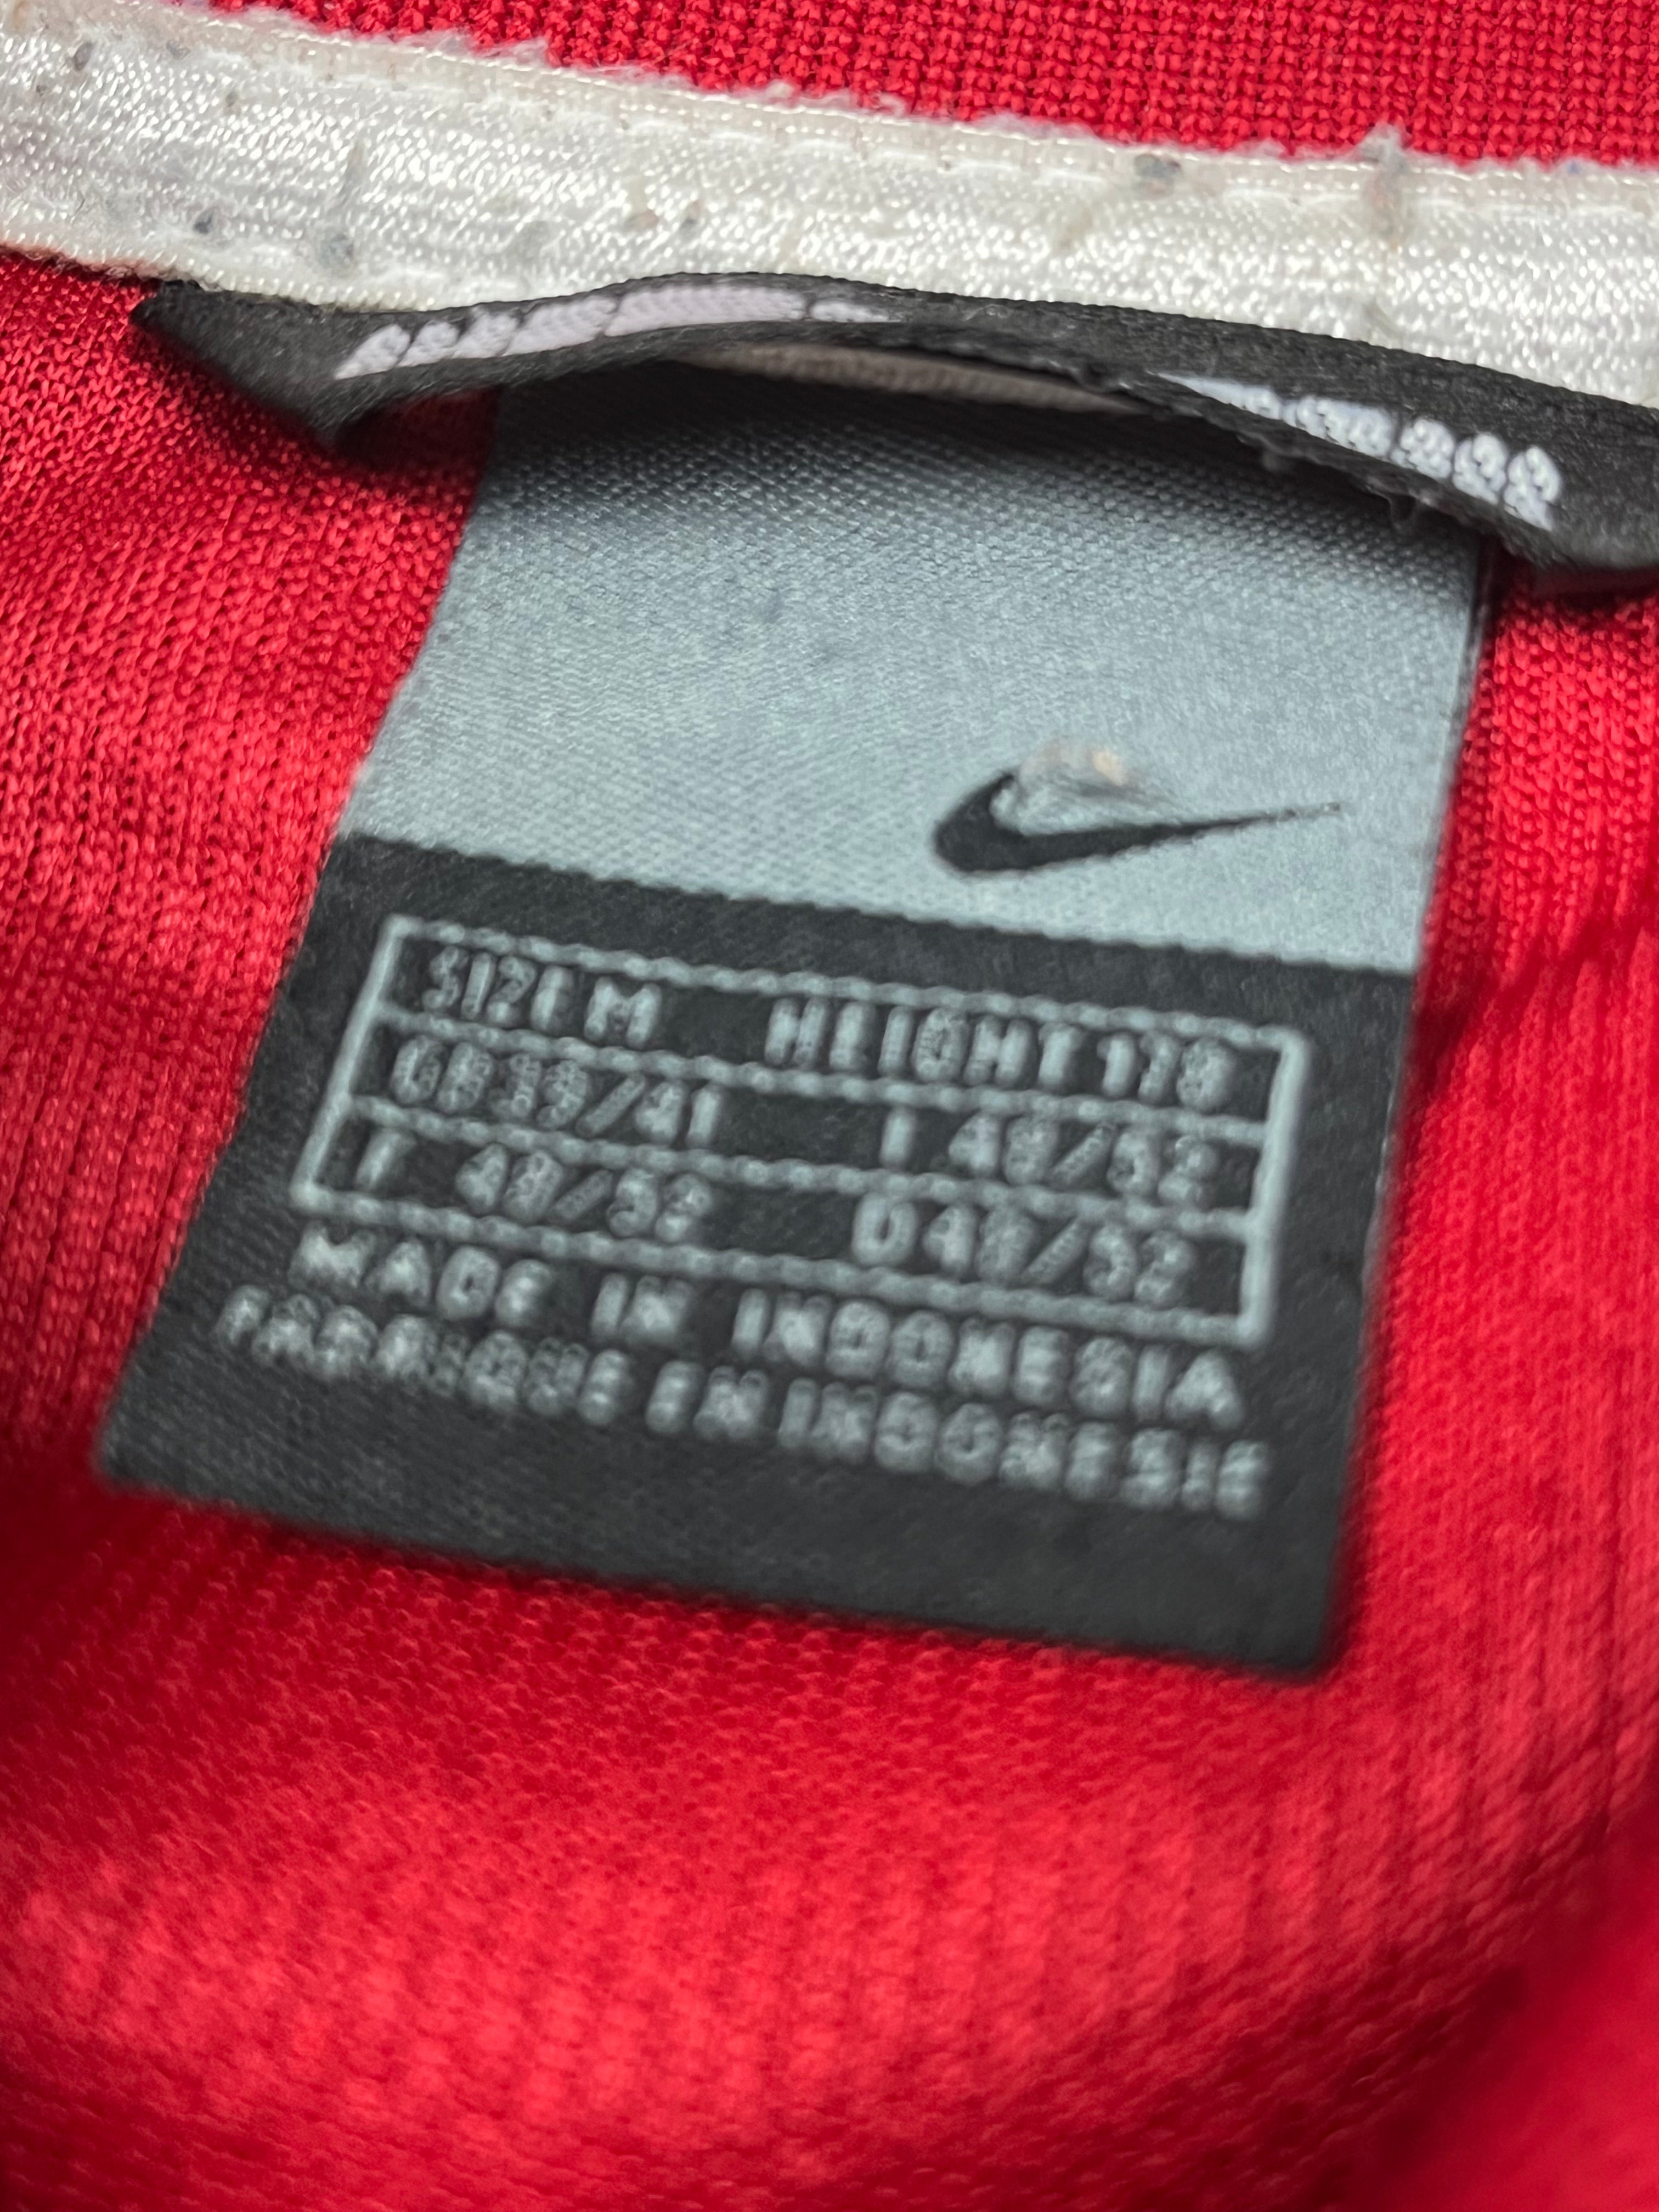 SIZE M HEIGHT 178
GB 39/41 I 48/52
F 48/52 D 48/52
MADE IN INDONESIA
FABRIQUE EN INDONESIE